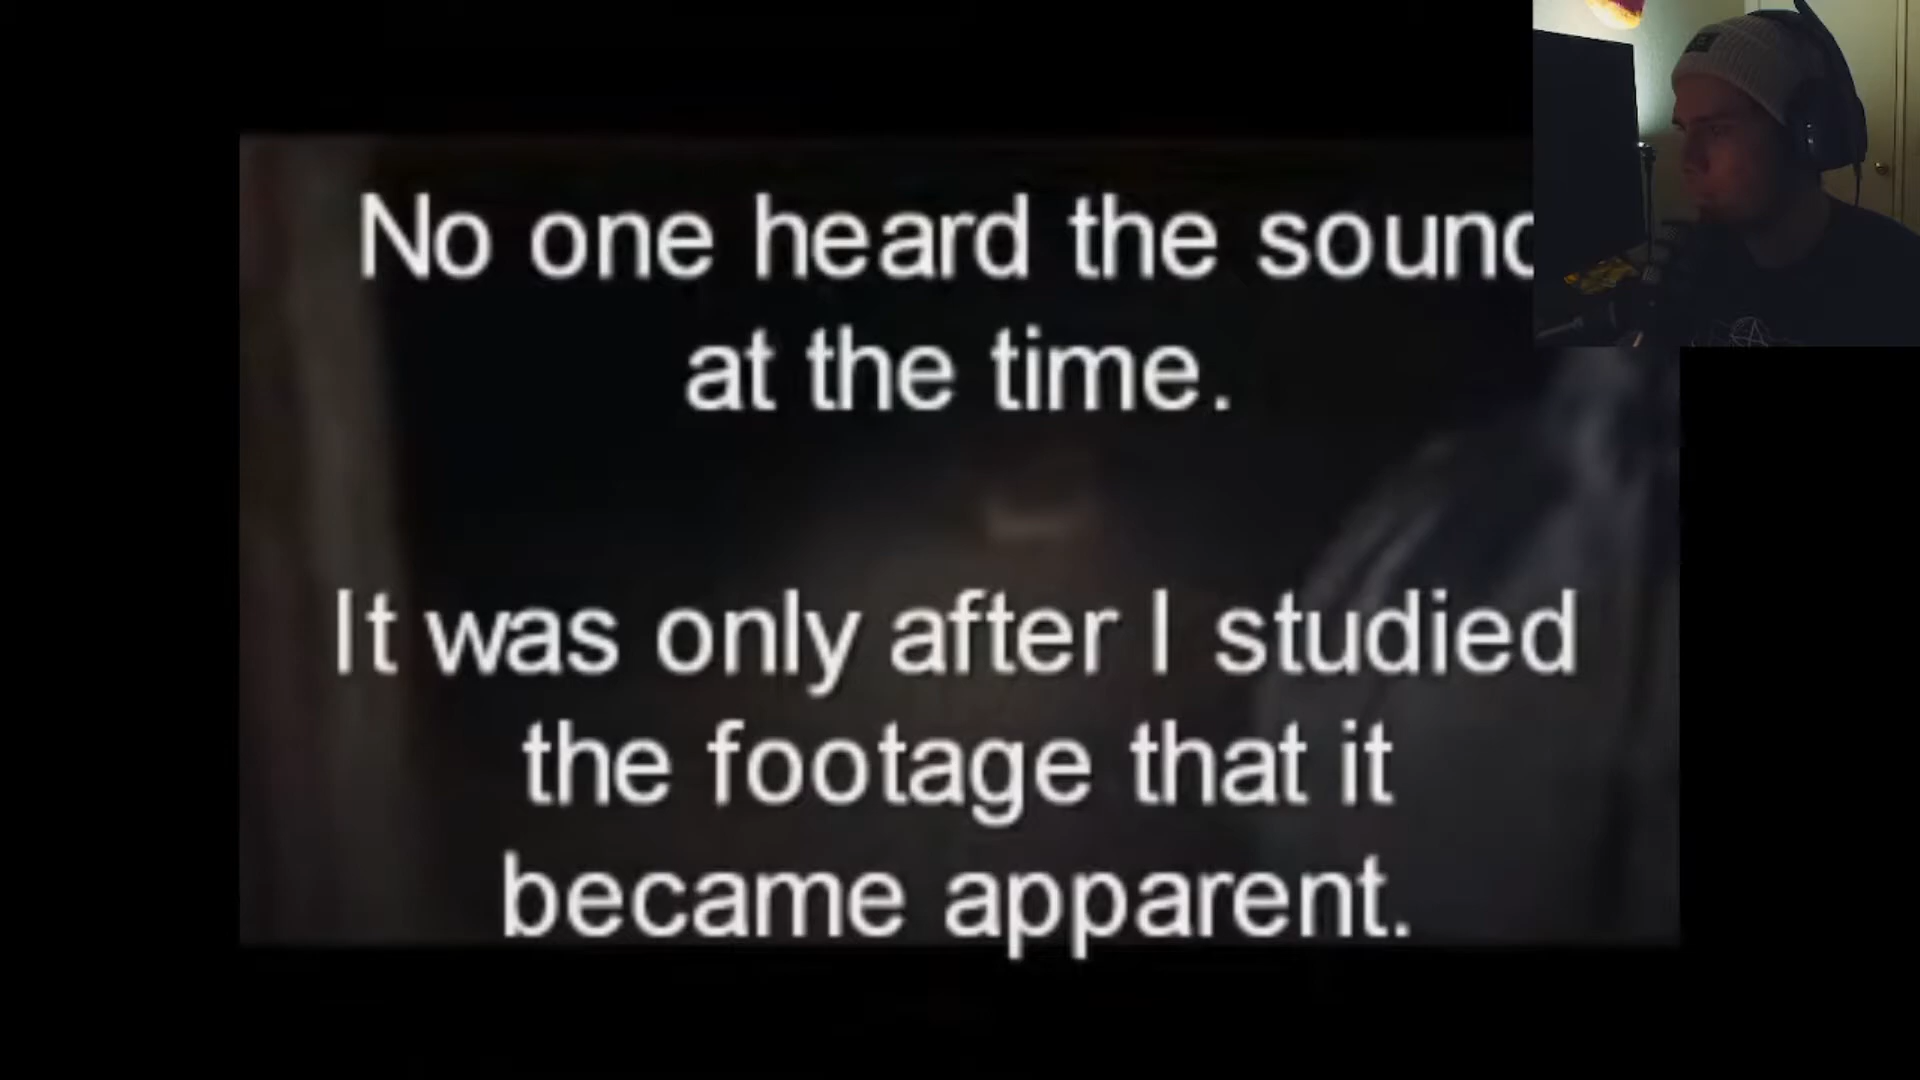 No one heard the sound
at the time.
It was only after I studied
the footage that it
became apparent.